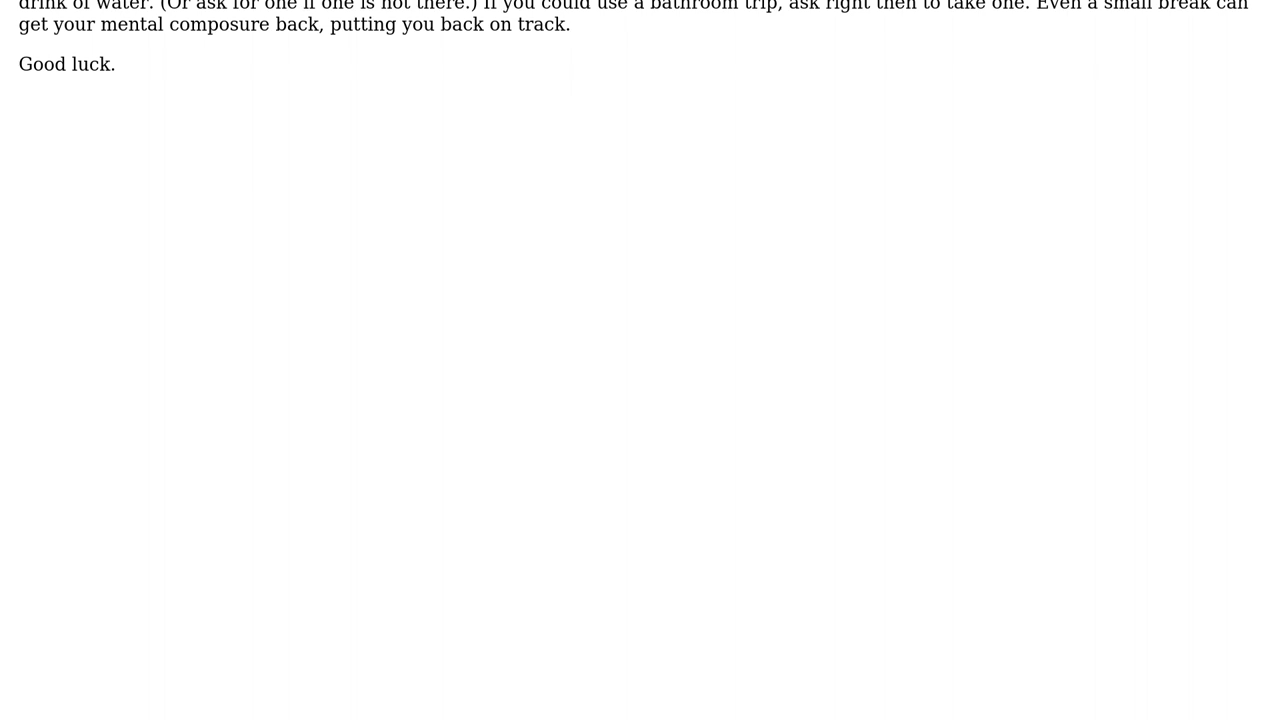 drink of water. (Or ask for one if one is not there.) If you could use a bathroom trip, ask right then to take one. Even a small break can
get your mental composure back, putting you back on track.
Good luck.